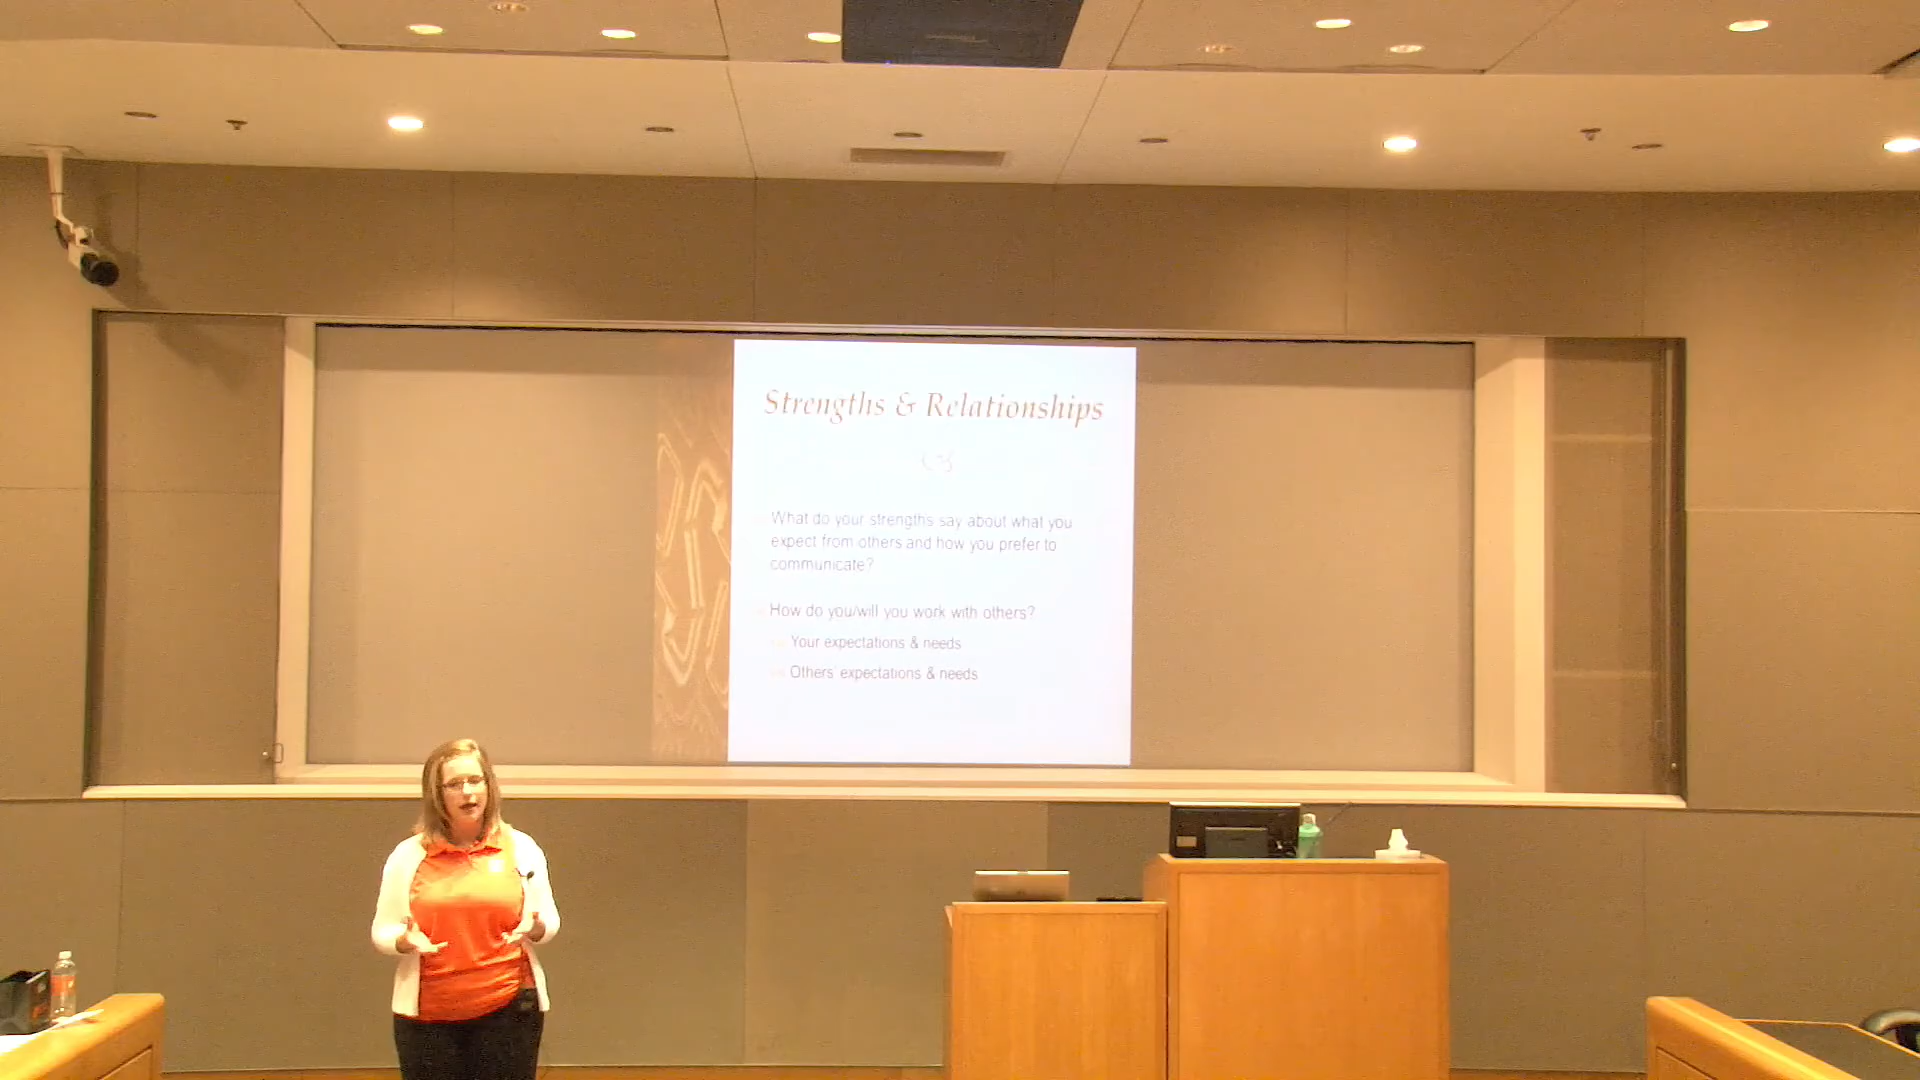 Strengths & Relationships
What do your strengths say about what you
expect from others and how you prefer to
communicate?
How do you/will you work with others?
Your expectations & needs
Others' expectations & needs